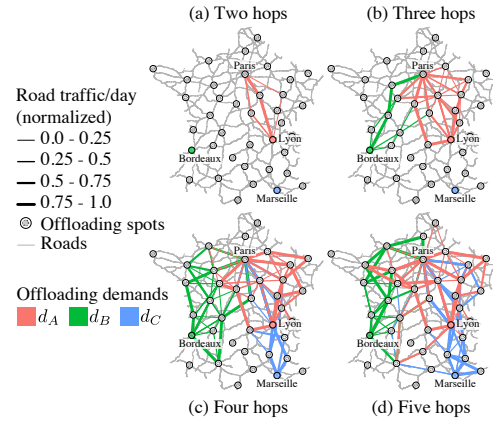 (a) Two hops
(b) Three hops
Road traffic/day
(normalized)
0.0 - 0.25
0.25 - 0.5
0.5 - 0.75
0.75 - 1.0
Offloading spots
Roads
Offloading demands
d_A d_B d_C
Paris
Lyon
Bordeaux
Marseille
Paris
Lyon
Bordeaux
Marseille
Paris
Lyon
Bordeaux
Marseille
Paris
Lyon
Bordeaux
Marseille
(c) Four hops
(d) Five hops